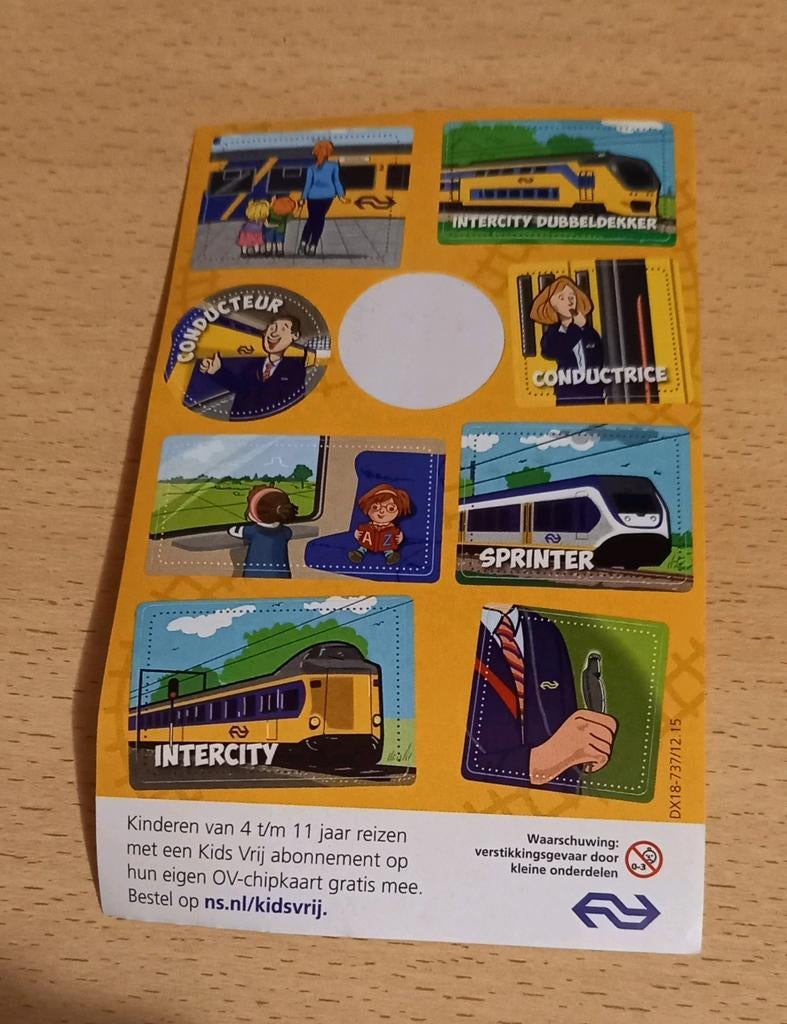 INTERCITY DUBBELDEKKER
CONDUCTEUR
CONDUCTRICE
A Z
SPRINTER
INTERCITY
DX18-737/12.15
Kinderen van 4 t/m 11 jaar reizen
met een Kids Vrij abonnement op
hun eigen OV-chipkaart gratis mee.
Bestel op ns.nl/kidsvrij.
Waarschuwing:
verstikkingsgevaar door
kleine onderdelen
0-3